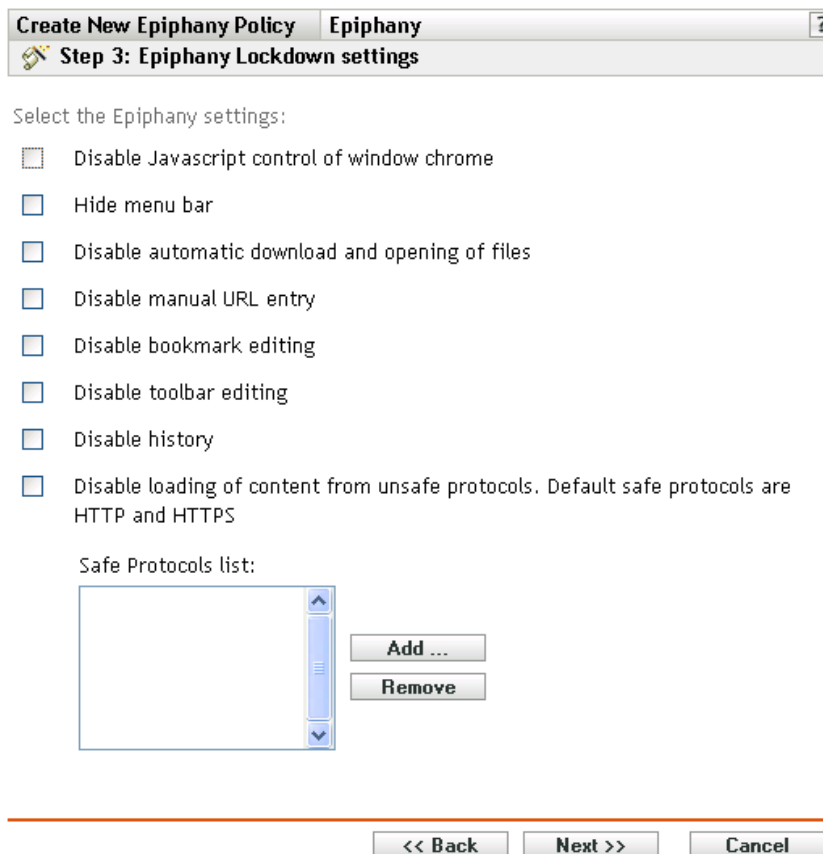 Create New Epiphany Policy Epiphany ?
Step 3: Epiphany Lockdown settings
Select the Epiphany settings:
Disable Javascript control of window chrome
Hide menu bar
Disable automatic download and opening of files
Disable manual URL entry
Disable bookmark editing
Disable toolbar editing
Disable history
Disable loading of content from unsafe protocols. Default safe protocols are
HTTP and HTTPS
Safe Protocols list:
Add ...
Remove
<< Back Next >> Cancel